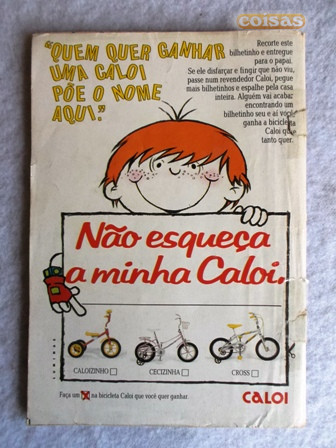 coisas
"QUEM QUER GANHAR
UMA CALOI
PÕE O NOME
AQUI."
Recorte este
bilhetinho e entregue
para o papai.
Se ele disfarçar e fingir que não viu,
passe num revendedor Caloi, pegue
mais bilhetinhos e espalhe pela casa
inteira. Alguém vai acabar
encontrando um
bilhetinho seu e aí você
ganha a bicicleta
Caloi que
tanto quer.
Não esqueça
a minha Caloi.
CALOIZINHO
CECIZINHA
CROSS
Faça um X na bicicleta Caloi que você quer ganhar.
CALOI